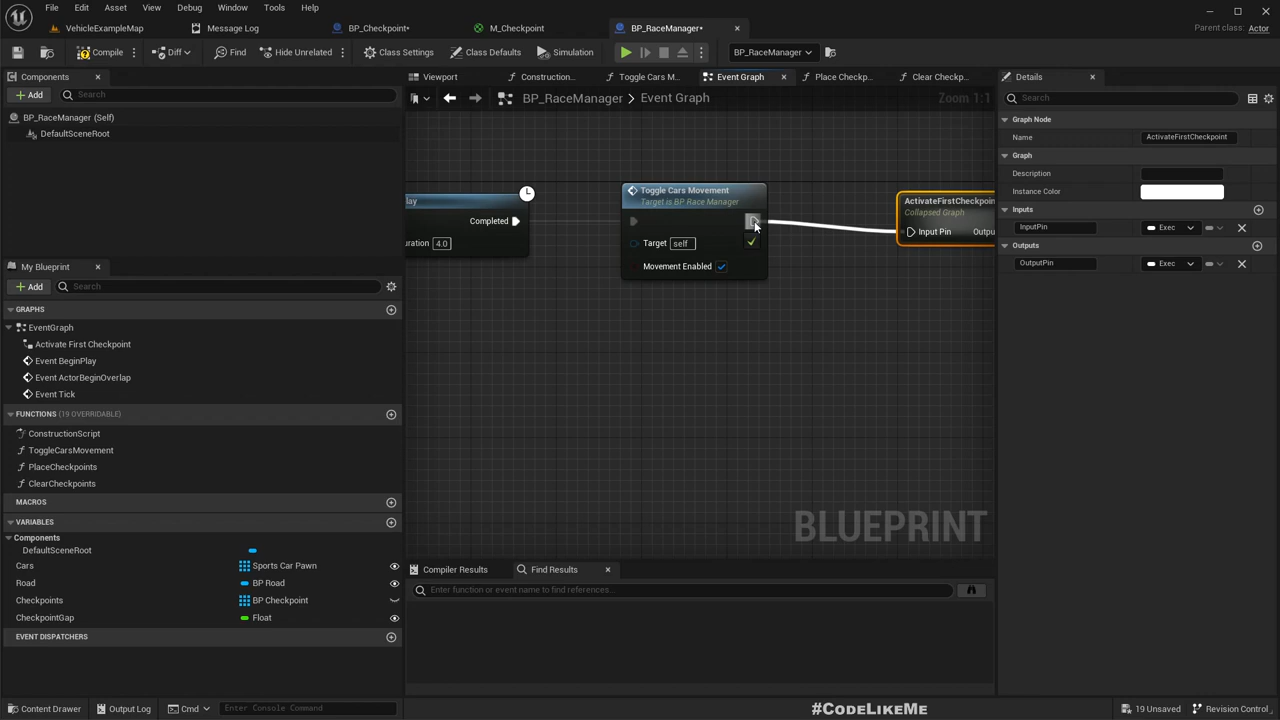 File Edit Asset View Debug Window Tools Help
VehicleExampleMap Message Log BP_Checkpoint* M_Checkpoint BP_RaceManager* Parent class: Actor
Compile Diff Find Hide Unrelated Class Settings Class Defaults Simulation BP_RaceManager
Components
Add Search
BP_RaceManager (Self)
DefaultSceneRoot
My Blueprint
Add Search
GRAPHS
EventGraph
Activate First Checkpoint
Event BeginPlay
Event ActorBeginOverlap
Event Tick
FUNCTIONS (19 OVERRIDABLE)
ConstructionScript
ToggleCarsMovement
PlaceCheckpoints
ClearCheckpoints
MACROS
VARIABLES
Components
DefaultSceneRoot
Cars Sports Car Pawn
Road BP Road
Checkpoints BP Checkpoint
CheckpointGap Float
EVENT DISPATCHERS
Viewport Construction... Toggle Cars M... Event Graph Place Checkp... Clear Checkp...
BP_RaceManager > Event Graph Zoom 1:1
lay
Completed
uration 4.0
Toggle Cars Movement
Target is BP Race Manager
Target self
Movement Enabled
ActivateFirstCheckpoin
Collapsed Graph
Input Pin Outpu
BLUEPRINT
Compiler Results Find Results
Enter function or event name to find references...
Details
Search
Graph Node
Name ActivateFirstCheckpoint
Graph
Description
Instance Color
Inputs
InputPin Exec
Outputs
OutputPin Exec
Content Drawer Output Log Cmd Enter Console Command #CodeLikeMe 19 Unsaved Revision Control